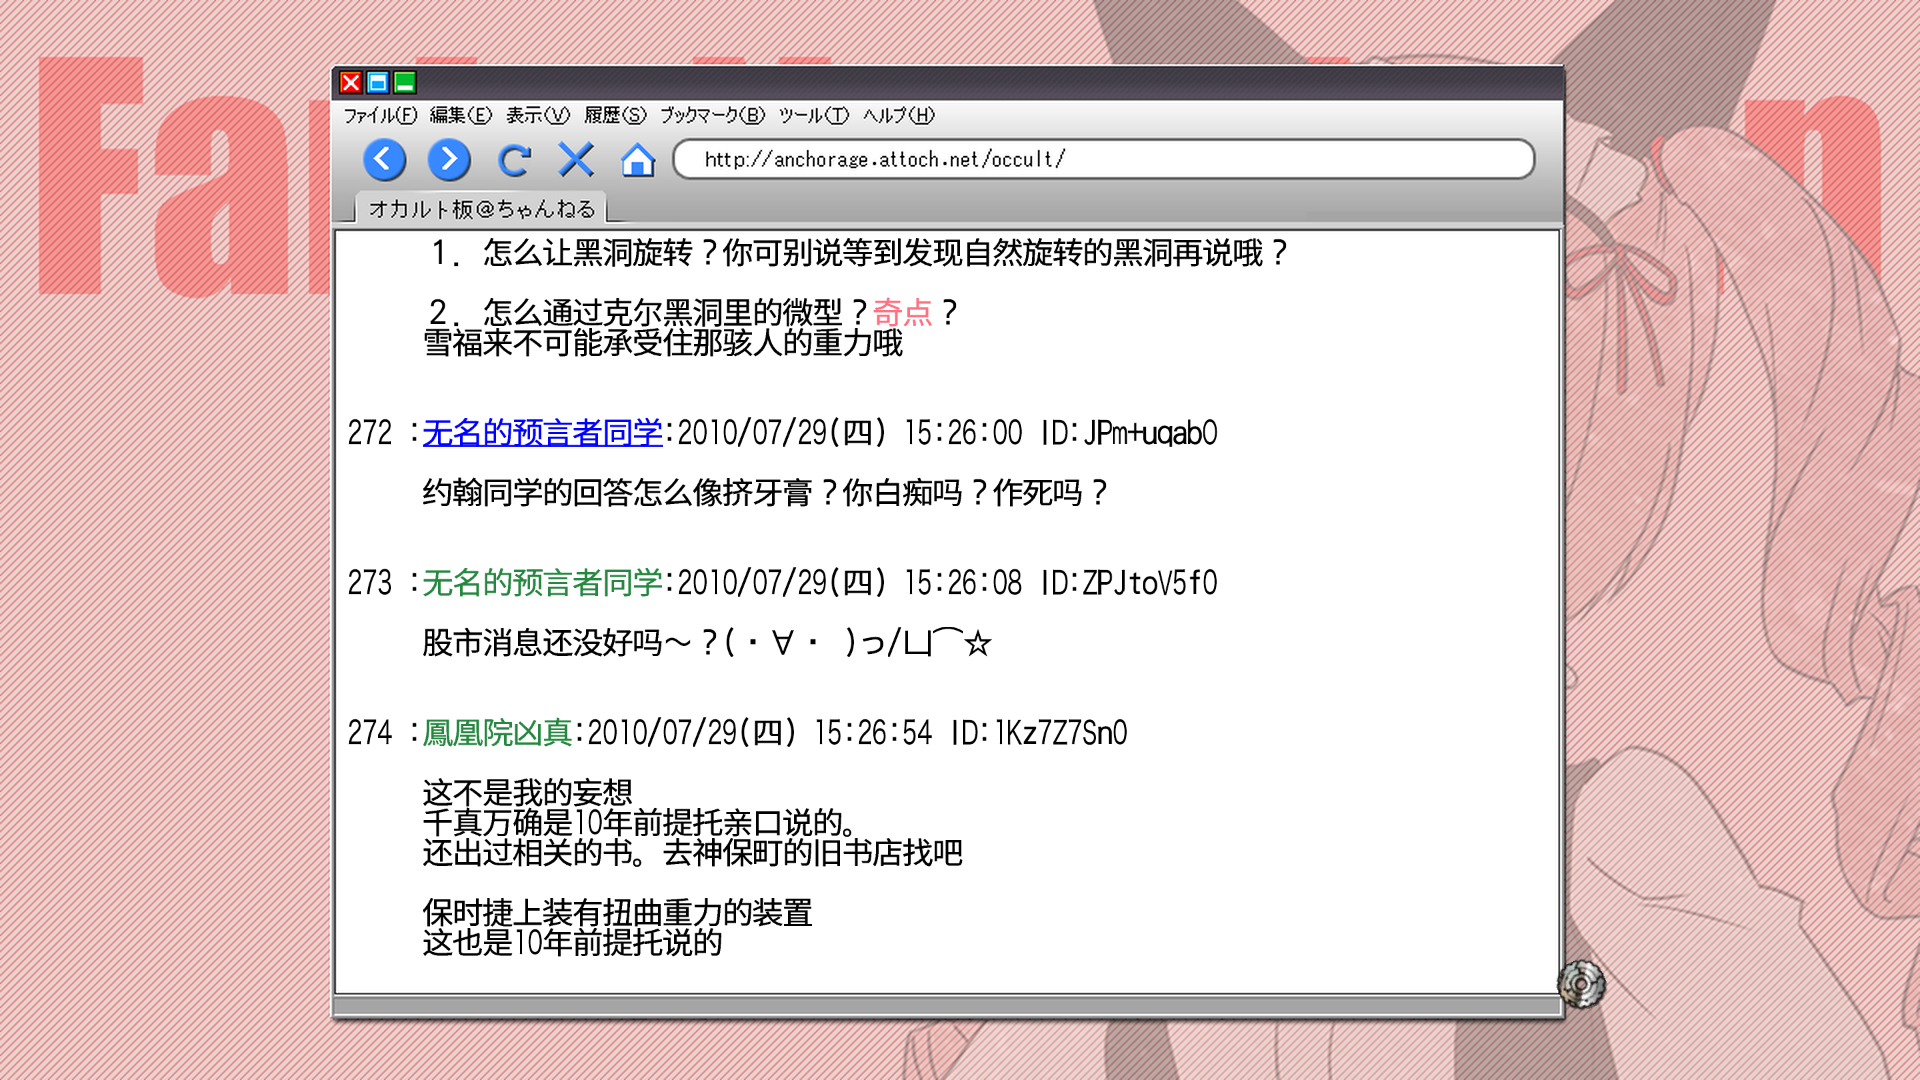 ファイル(F) 編集(E) 表示(V) 履歴(S) ブックマーク(B) ツール(T) ヘルプ(H)
http://anchorage.attoch.net/occult/
オカルト板@ちゃんねる
1. 怎么让黑洞旋转？你可别说等到发现自然旋转的黑洞再说哦？
2. 怎么通过克尔黑洞里的微型？奇点？
雪福来不可能承受住那骇人的重力哦
272 :无名的预言者同学:2010/07/29(四) 15:26:00 ID:JPm+uqab0
约翰同学的回答怎么像挤牙膏？你白痴吗？作死吗？
273 :无名的预言者同学:2010/07/29(四) 15:26:08 ID:ZPJtoV5f0
股市消息还没好吗～？(・∀・ )っ/凵⌒☆
274 :鳳凰院凶真:2010/07/29(四) 15:26:54 ID:1Kz7Z7Sn0
这不是我的妄想
千真万确是10年前提托亲口说的。
还出过相关的书。去神保町的旧书店找吧
保时捷上装有扭曲重力的装置
这也是10年前提托说的